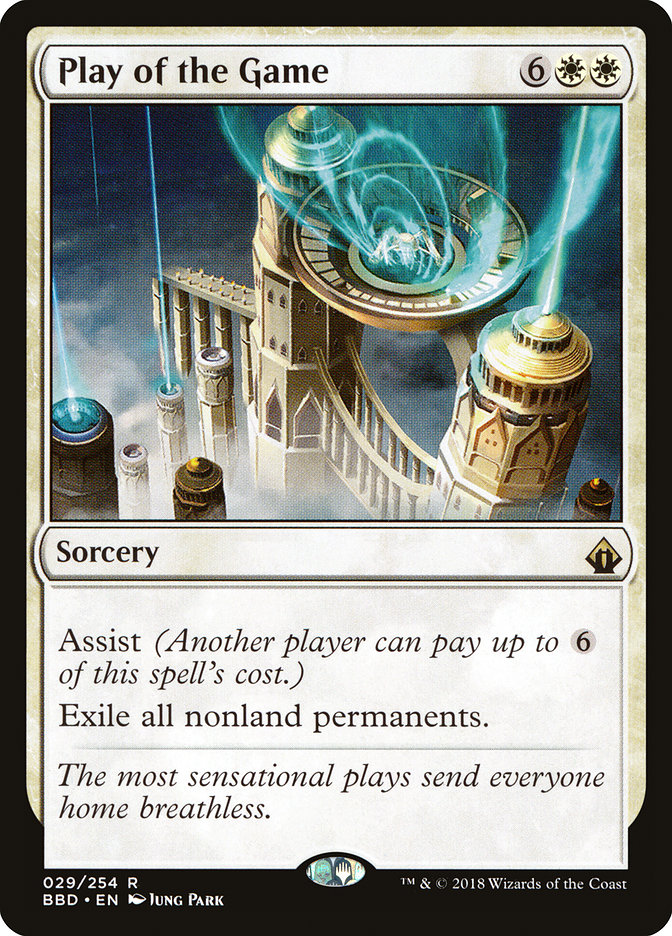 Play of the Game 6
Sorcery
Assist (Another player can pay up to 6
of this spell's cost.)
Exile all nonland permanents.
The most sensational plays send everyone
home breathless.
029/254 R
BBD • EN Jung Park
™ & © 2018 Wizards of the Coast